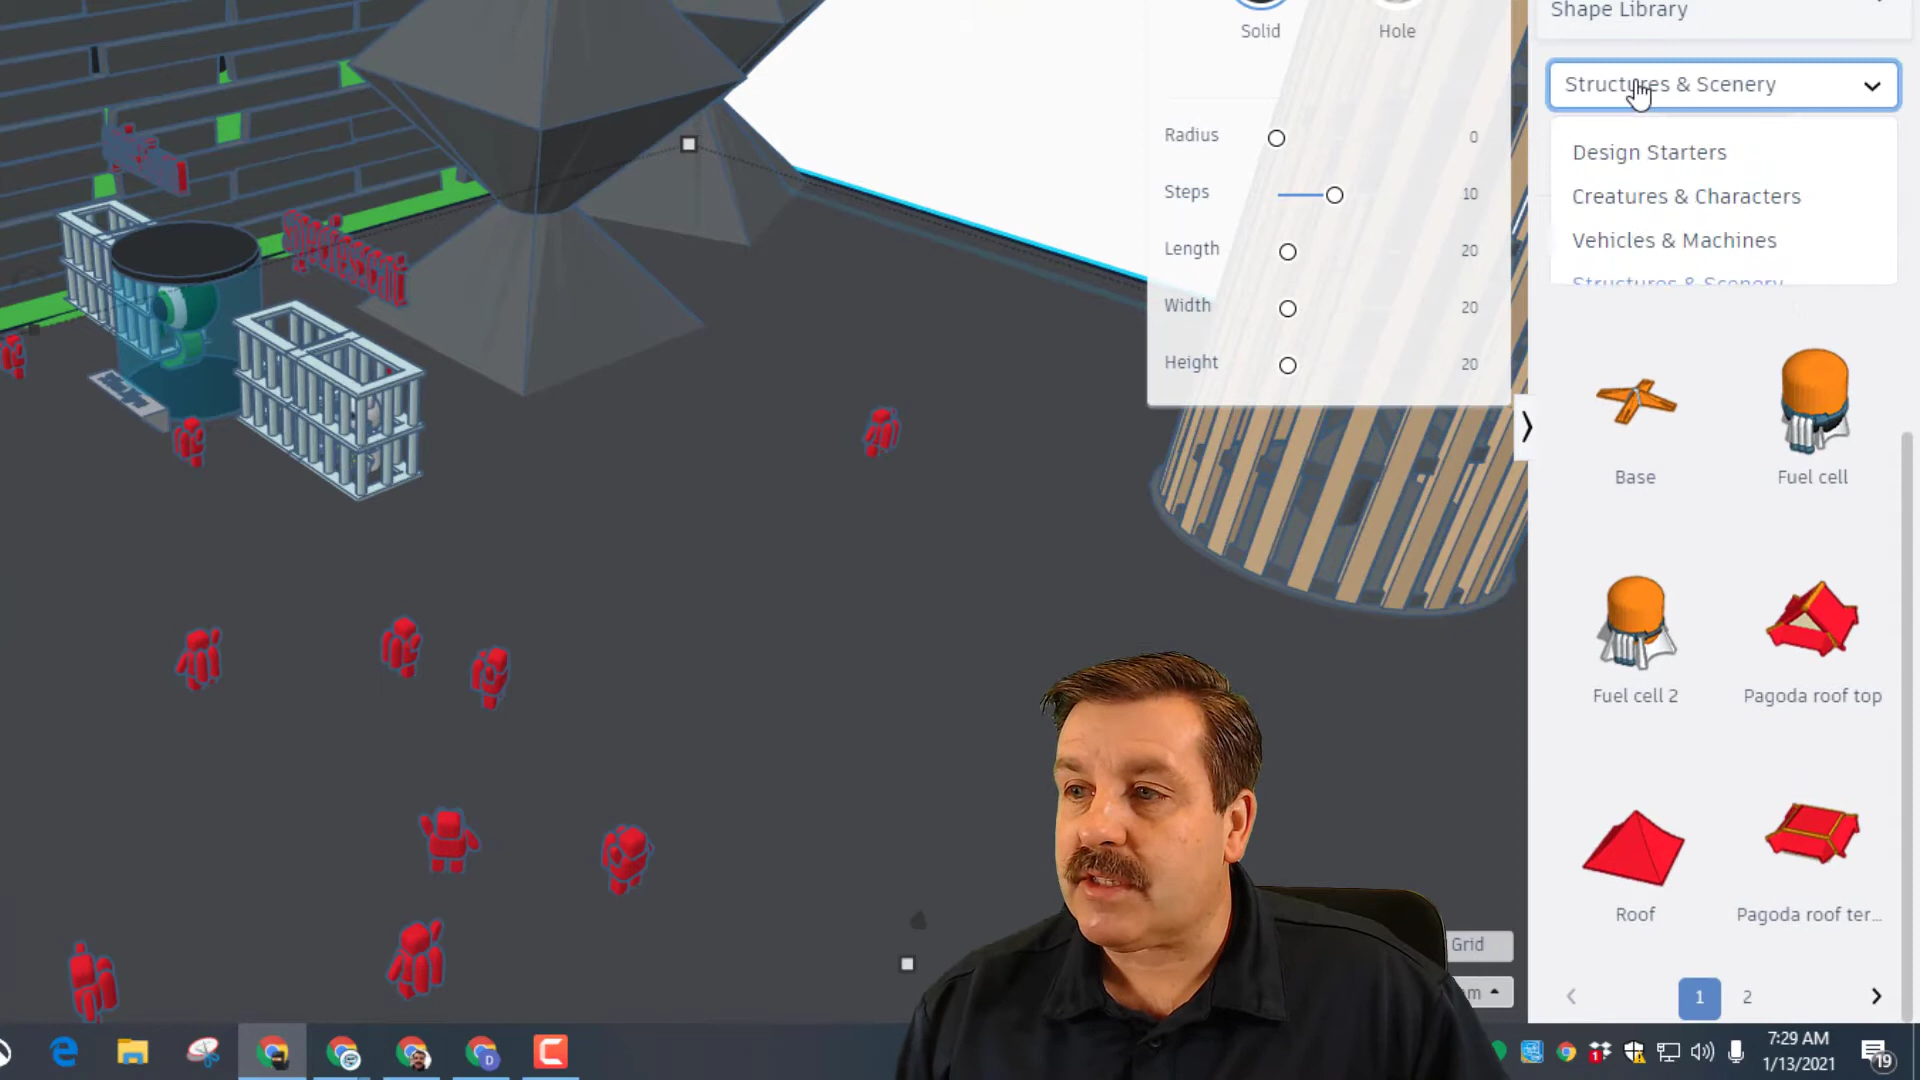 Shape Library
Solid
Hole
Structures & Scenery
Radius
0
Design Starters
Steps
10
Creatures & Characters
Length
20
Vehicles & Machines
Structures & Scenery
Width
20
Height
20
Base
Fuel cell
Fuel cell 2
Pagoda roof top
Roof
Pagoda roof ter...
Grid
1
2
7:29 AM
1/13/2021
19